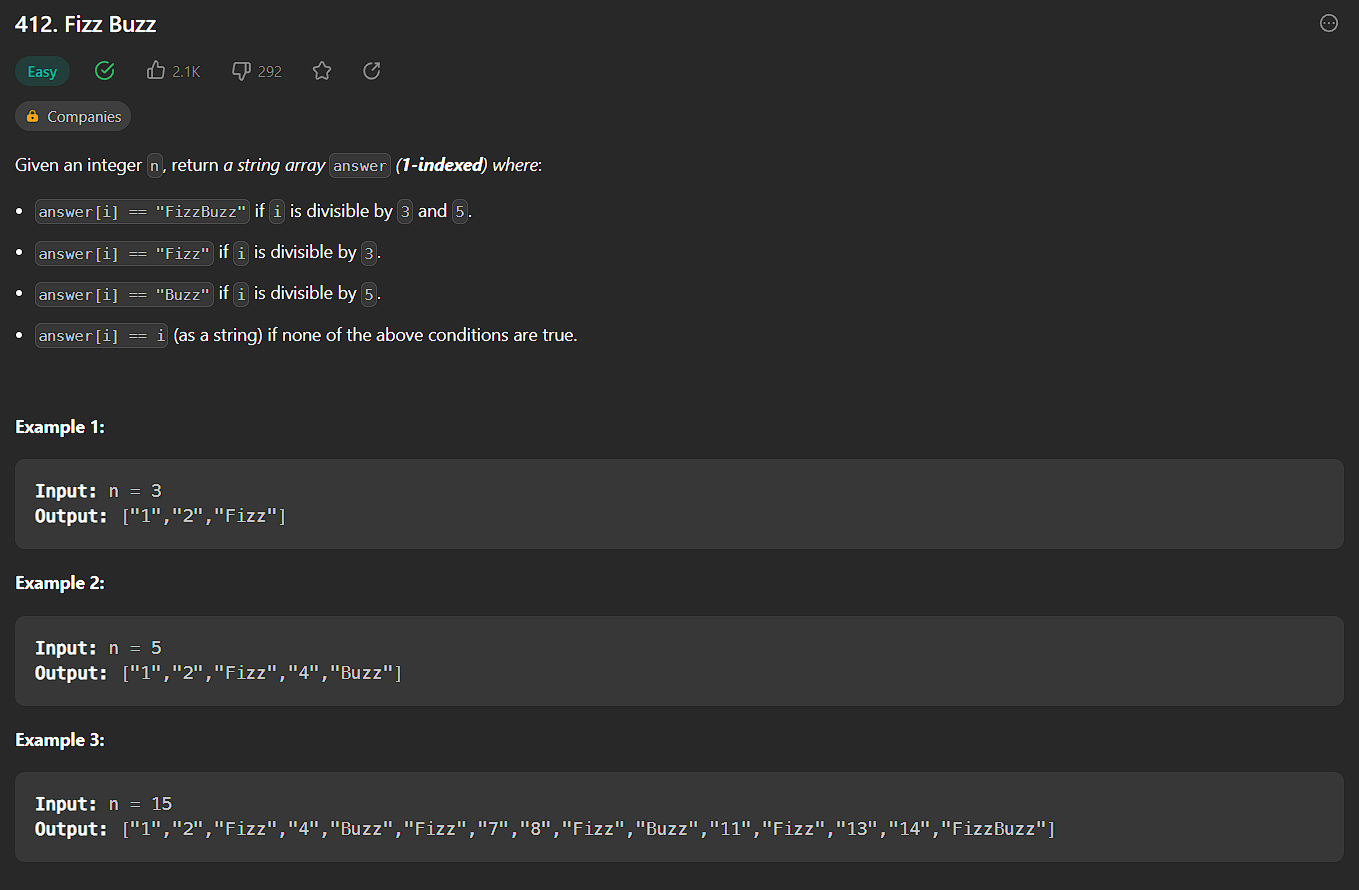 412. Fizz Buzz
Easy 2.1K 292
Companies
Given an integer n, return a string array answer (1-indexed) where:
answer[i] == "FizzBuzz" if i is divisible by 3 and 5.
answer[i] == "Fizz" if i is divisible by 3.
answer[i] == "Buzz" if i is divisible by 5.
answer[i] == i (as a string) if none of the above conditions are true.
Example 1:
Input: n = 3
Output: ["1","2","Fizz"]
Example 2:
Input: n = 5
Output: ["1","2","Fizz","4","Buzz"]
Example 3:
Input: n = 15
Output: ["1","2","Fizz","4","Buzz","Fizz","7","8","Fizz","Buzz","11","Fizz","13","14","FizzBuzz"]